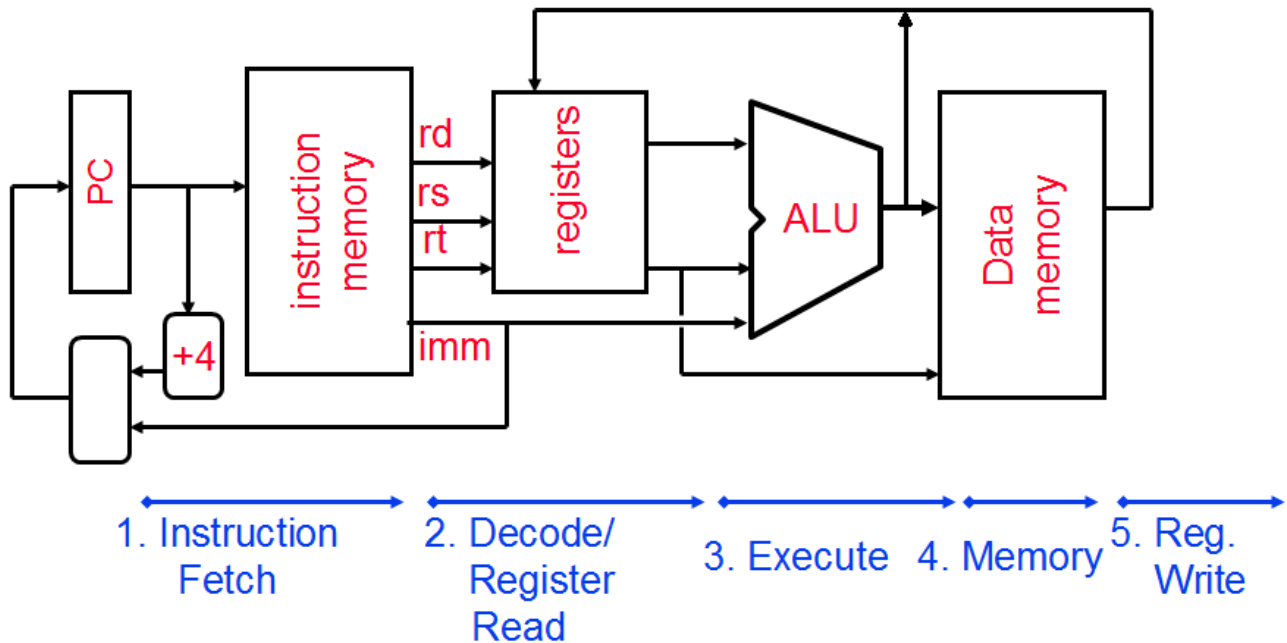 PC
+4
instruction
memory
rd
rs
rt
imm
registers
ALU
Data
memory
1. Instruction
Fetch
2. Decode/
Register
Read
3. Execute
4. Memory
5. Reg.
Write